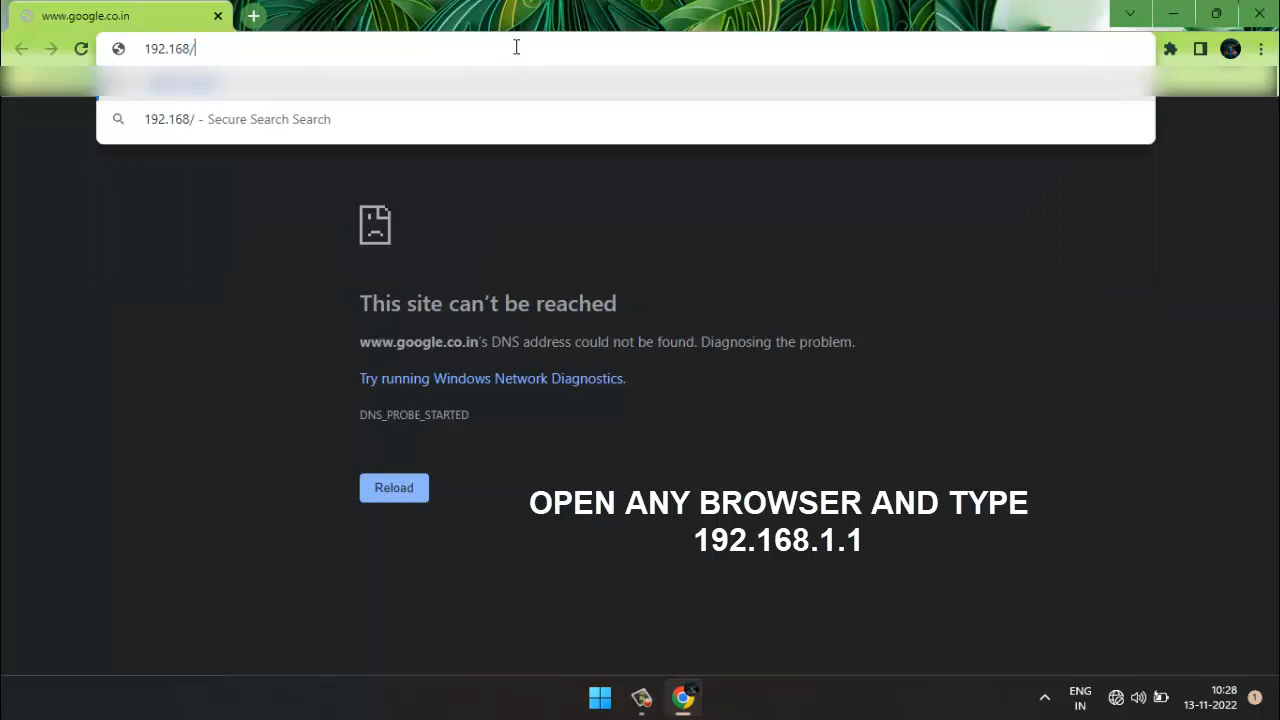 www.google.co.in
192.168/
192.168/ - Secure Search Search
This site can't be reached
www.google.co.in's DNS address could not be found. Diagnosing the problem.
Try running Windows Network Diagnostics.
DNS_PROBE_STARTED
Reload
OPEN ANY BROWSER AND TYPE
192.168.1.1
ENG
IN
10:28
13-11-2022
1